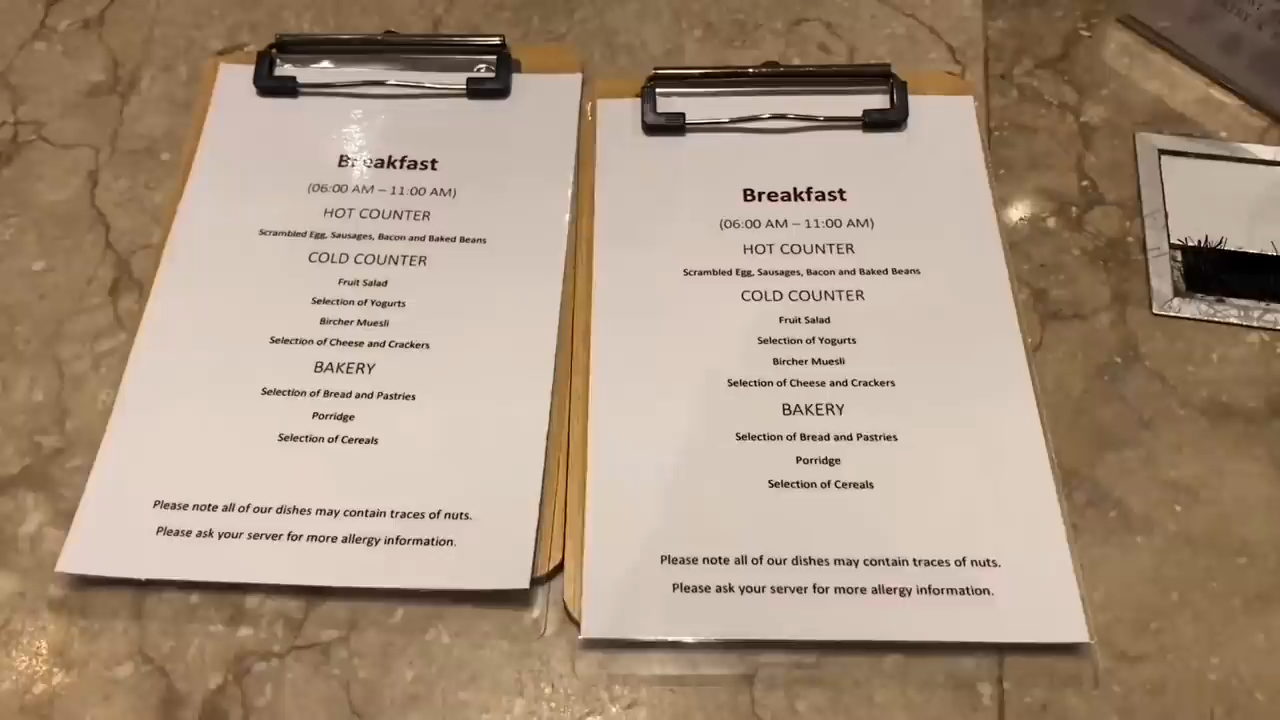 Breakfast
(06:00 AM – 11:00 AM)
HOT COUNTER
Scrambled Egg, Sausages, Bacon and Baked Beans
COLD COUNTER
Fruit Salad
Selection of Yogurts
Bircher Muesli
Selection of Cheese and Crackers
BAKERY
Selection of Bread and Pastries
Porridge
Selection of Cereals
Please note all of our dishes may contain traces of nuts.
Please ask your server for more allergy information.
Breakfast
(06:00 AM – 11:00 AM)
HOT COUNTER
Scrambled Egg, Sausages, Bacon and Baked Beans
COLD COUNTER
Fruit Salad
Selection of Yogurts
Bircher Muesli
Selection of Cheese and Crackers
BAKERY
Selection of Bread and Pastries
Porridge
Selection of Cereals
Please note all of our dishes may contain traces of nuts.
Please ask your server for more allergy information.